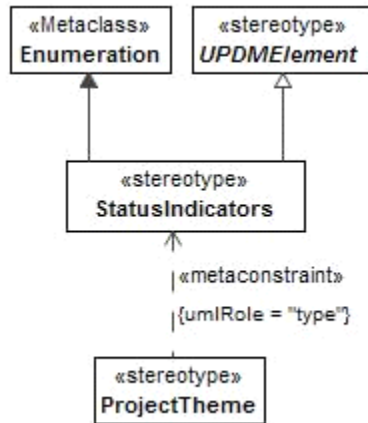 «Metaclass»
Enumeration
«stereotype»
UPDMElement
«stereotype»
StatusIndicators
«metaconstraint»
{umlRole = "type"}
«stereotype»
ProjectTheme